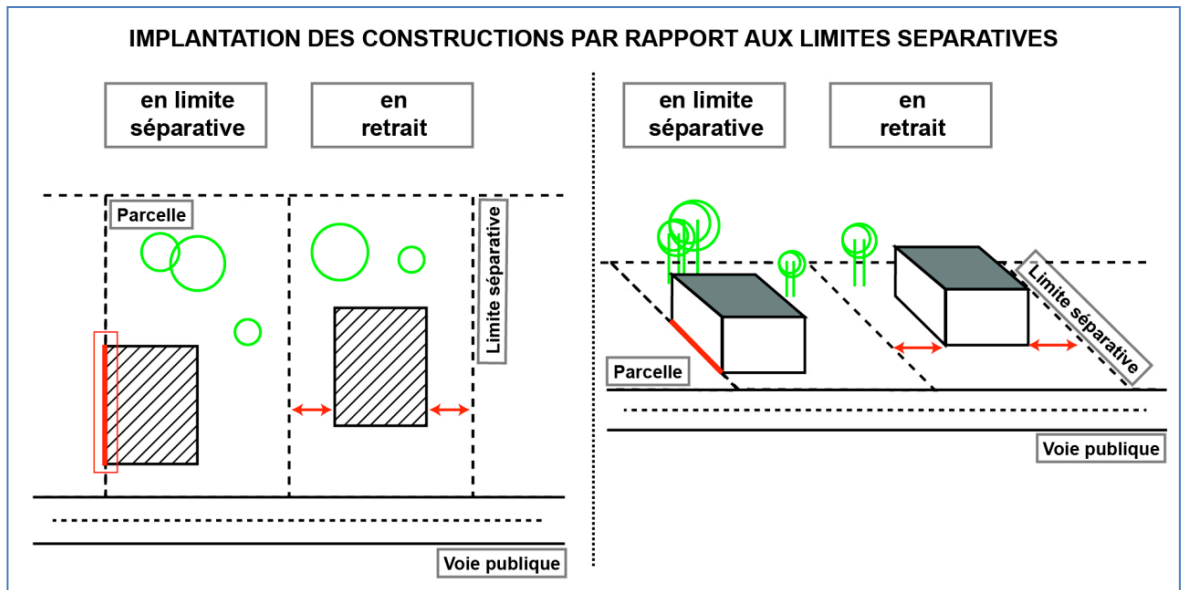 IMPLANTATION DES CONSTRUCTIONS PAR RAPPORT AUX LIMITES SEPARATIVES
en limite
séparative
en
retrait
Parcelle
Limite séparative
Voie publique
en limite
séparative
en
retrait
Limite séparative
Parcelle
Voie publique